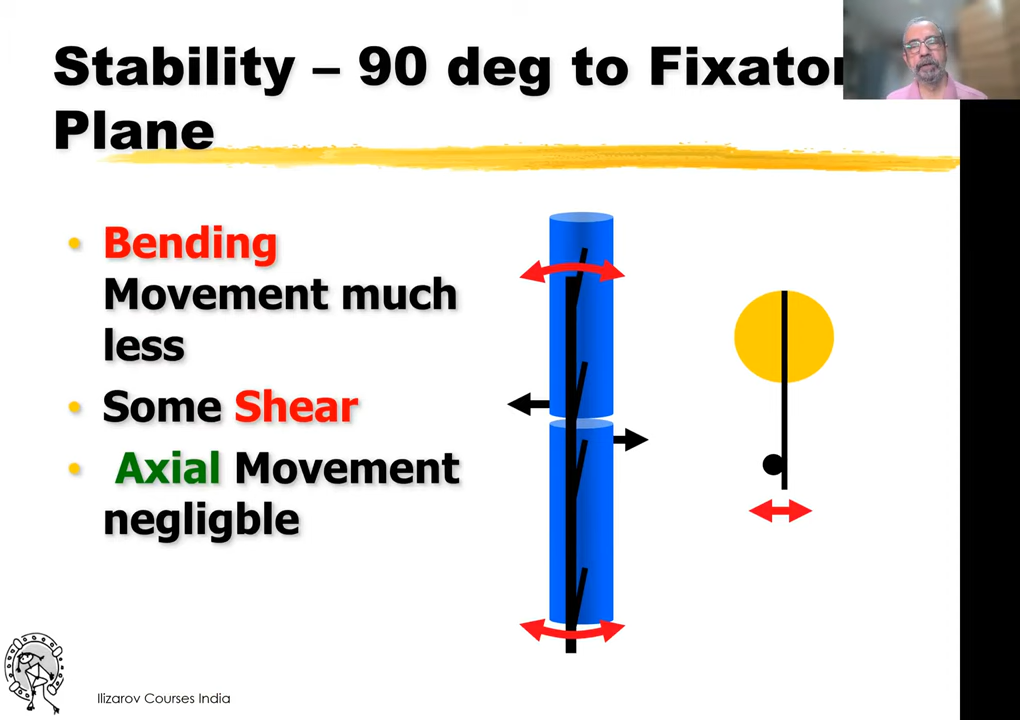 Stability – 90 deg to Fixator
Plane
• Bending
Movement much
less
• Some Shear
• Axial Movement
negligble
Ilizarov Courses India